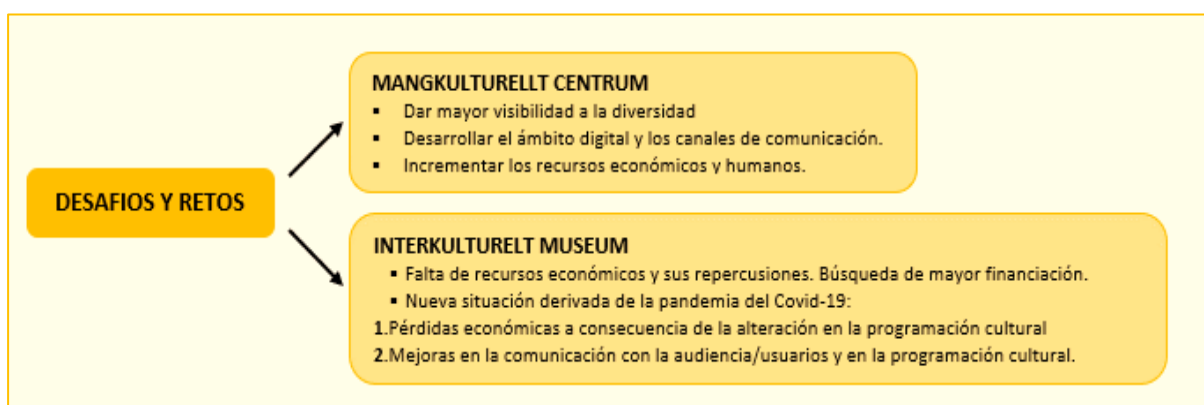 DESAFIOS Y RETOS
MANGKULTURELLT CENTRUM
▪ Dar mayor visibilidad a la diversidad
▪ Desarrollar el ámbito digital y los canales de comunicación.
▪ Incrementar los recursos económicos y humanos.
INTERKULTURELT MUSEUM
▪ Falta de recursos económicos y sus repercusiones. Búsqueda de mayor financiación.
▪ Nueva situación derivada de la pandemia del Covid-19:
1.Pérdidas económicas a consecuencia de la alteración en la programación cultural
2.Mejoras en la comunicación con la audiencia/usuarios y en la programación cultural.